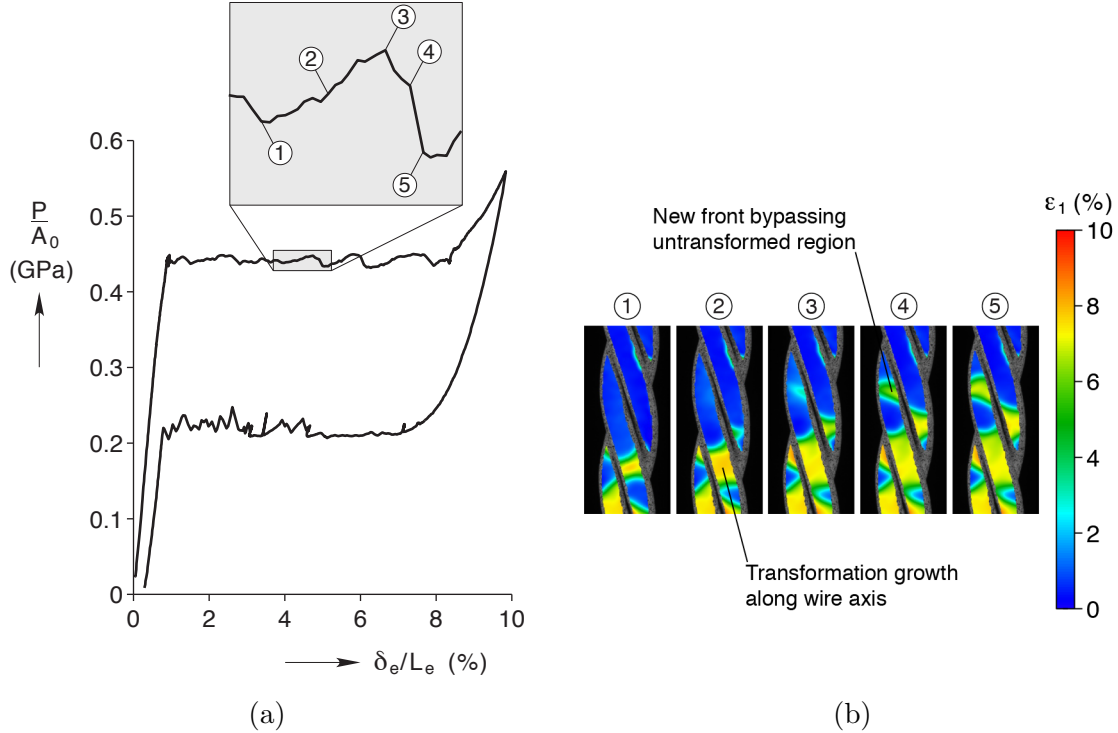 ③
②
④
①
⑤
0.6
0.5
0.4
0.3
0.2
0.1
0
P
A₀
(GPa)
0 2 4 6 8 10
δₑ/Lₑ (%)
(a)
New front bypassing
untransformed region
① ② ③ ④ ⑤
Transformation growth
along wire axis
ε₁ (%)
10
8
6
4
2
0
(b)